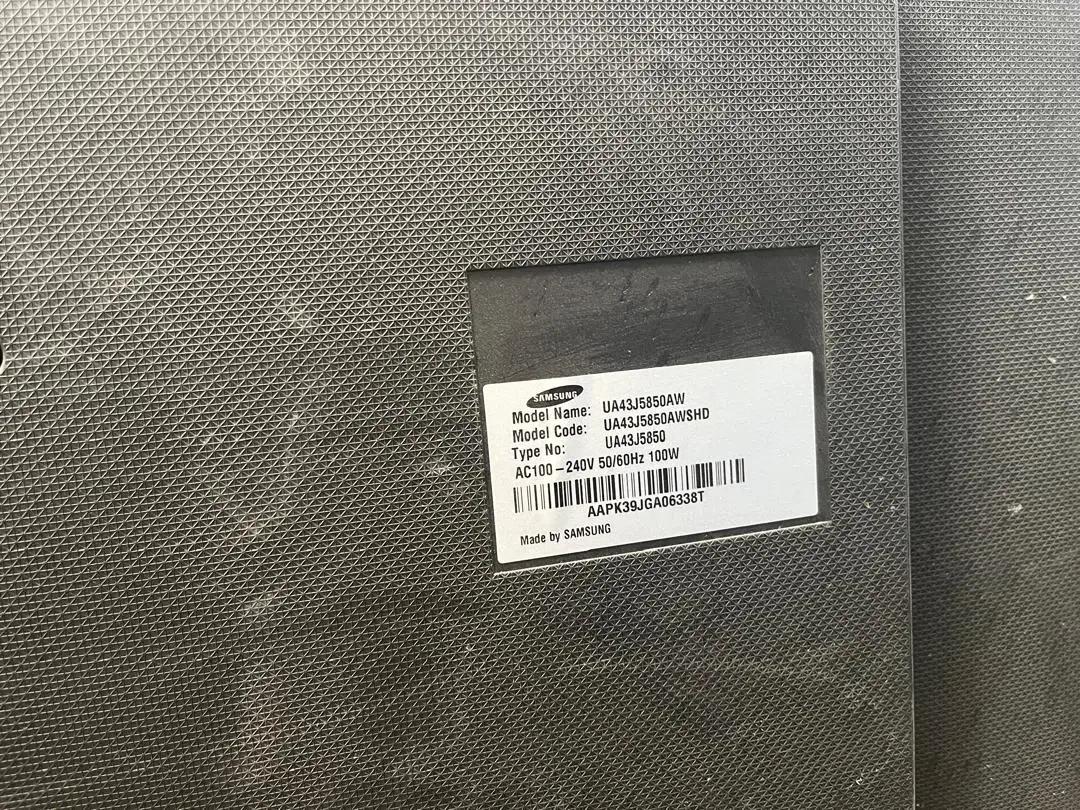 SAMSUNG
Model Name: UA43J5850AW
Model Code: UA43J5850AWSHD
Type No: UA43J5850
AC100-240V 50/60Hz 100W
AAPK39JGA06338T
Made by SAMSUNG